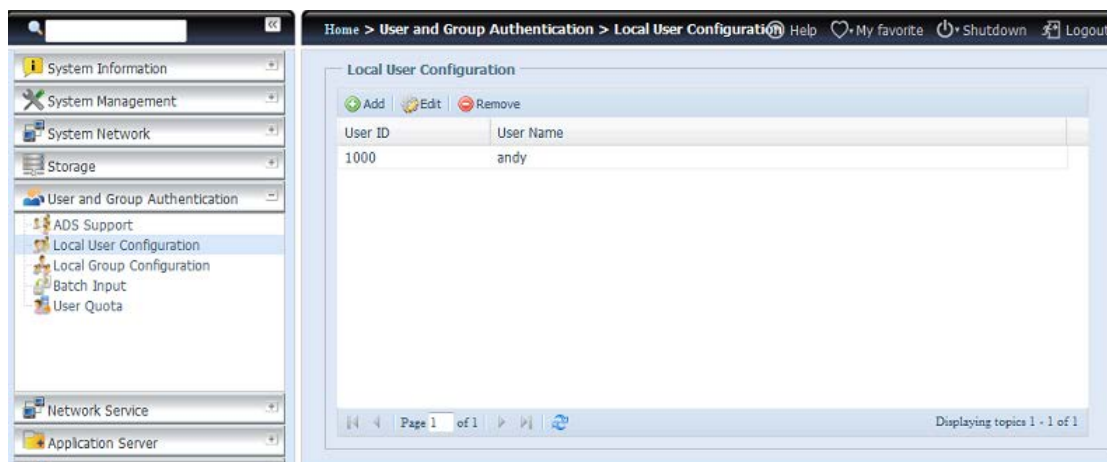 Home > User and Group Authentication > Local User Configuration
Help
My favorite
Shutdown
Logout
System Information
System Management
System Network
Storage
User and Group Authentication
ADS Support
Local User Configuration
Local Group Configuration
Batch Input
User Quota
Network Service
Application Server
Local User Configuration
Add
Edit
Remove
User ID User Name
1000 andy
Page 1 of 1
Displaying topics 1 - 1 of 1